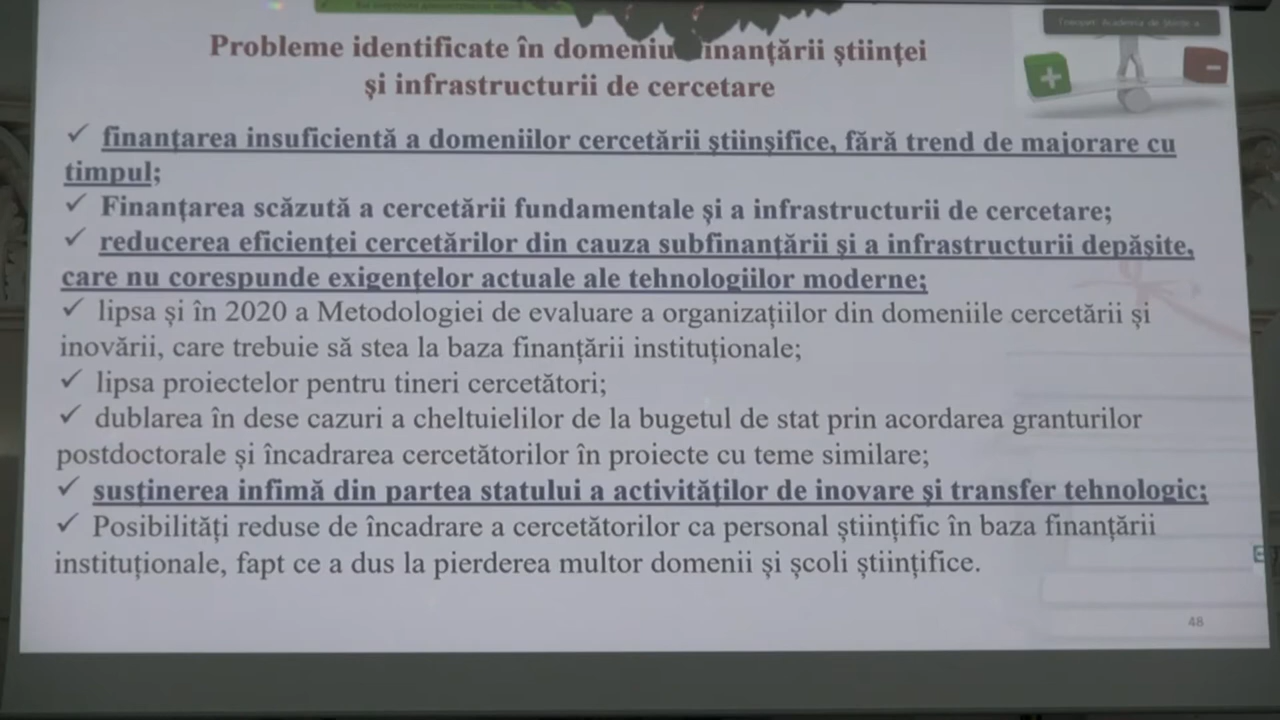 Probleme identificate în domeniu inanțării științei
și infrastructurii de cercetare
✓ finanțarea insuficientă a domeniilor cercetării științifice, fără trend de majorare cu
timpul;
✓ Finanțarea scăzută a cercetării fundamentale și a infrastructurii de cercetare;
✓ reducerea eficienței cercetărilor din cauza subfinanțării și a infrastructurii depășite,
care nu corespunde exigențelor actuale ale tehnologiilor moderne;
✓ lipsa și în 2020 a Metodologiei de evaluare a organizațiilor din domeniile cercetării și
inovării, care trebuie să stea la baza finanțării instituționale;
✓ lipsa proiectelor pentru tineri cercetători;
✓ dublarea în dese cazuri a cheltuielilor de la bugetul de stat prin acordarea granturilor
postdoctorale și încadrarea cercetătorilor în proiecte cu teme similare;
✓ susținerea infimă din partea statului a activităților de inovare și transfer tehnologic;
✓ Posibilități reduse de încadrare a cercetătorilor ca personal științific în baza finanțării
instituționale, fapt ce a dus la pierderea multor domenii și școli științifice.
48